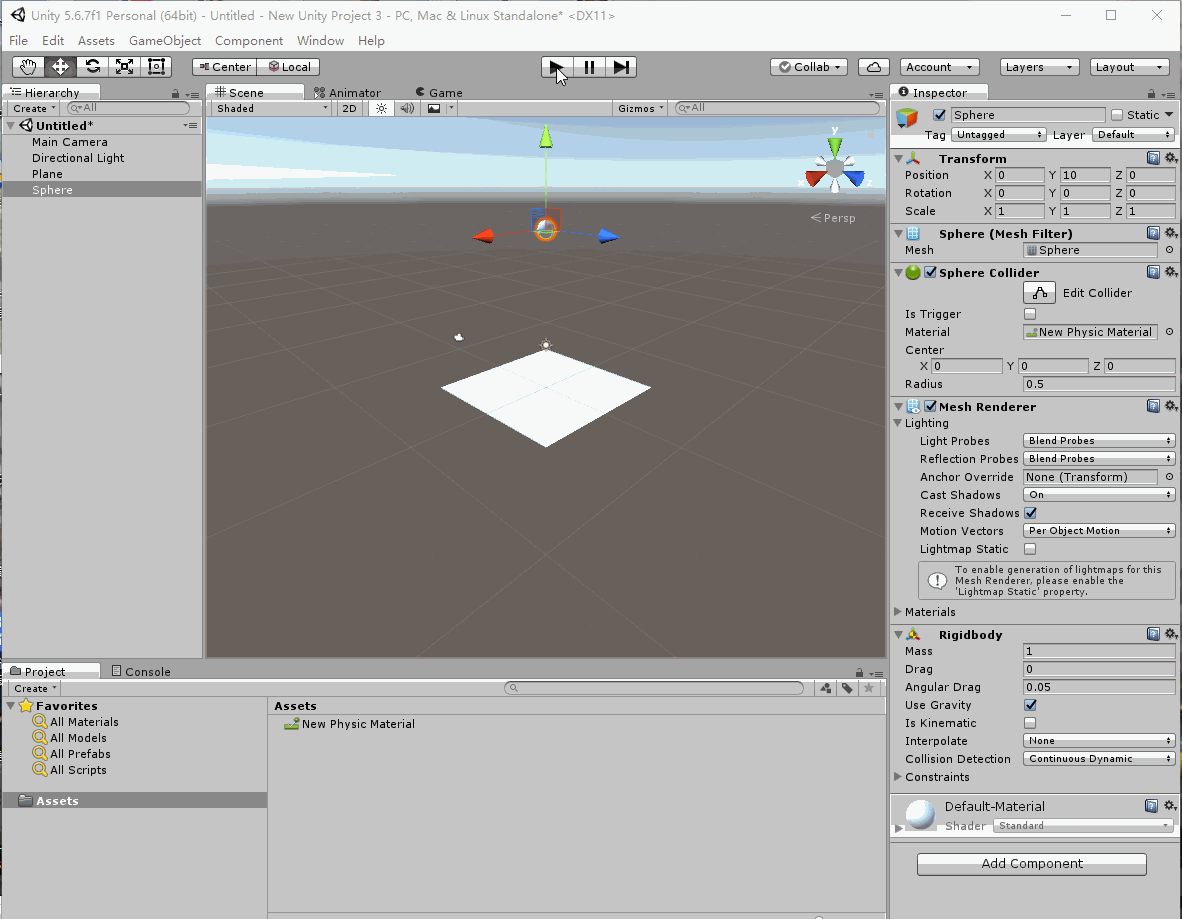 Unity 5.6.7f1 Personal (64bit) - Untitled - New Unity Project 3 - PC, Mac & Linux Standalone* <DX11>
File Edit Assets GameObject Component Window Help
Center Local Collab Account Layers Layout
Hierarchy
Create All
Untitled*
Main Camera
Directional Light
Plane
Sphere
Scene Animator Game
Shaded 2D Gizmos All
y
Persp
Inspector
Sphere Static
Tag Untagged Layer Default
Transform
Position X 0 Y 10 Z 0
Rotation X 0 Y 0 Z 0
Scale X 1 Y 1 Z 1
Sphere (Mesh Filter)
Mesh Sphere
Sphere Collider
Edit Collider
Is Trigger
Material New Physic Material
Center
X 0 Y 0 Z 0
Radius 0.5
Mesh Renderer
Lighting
Light Probes Blend Probes
Reflection Probes Blend Probes
Anchor Override None (Transform)
Cast Shadows On
Receive Shadows
Motion Vectors Per Object Motion
Lightmap Static
To enable generation of lightmaps for this
Mesh Renderer, please enable the
'Lightmap Static' property.
Materials
Rigidbody
Mass 1
Drag 0
Angular Drag 0.05
Use Gravity
Is Kinematic
Interpolate None
Collision Detection Continuous Dynamic
Constraints
Default-Material
Shader Standard
Add Component
Project Console
Create
Favorites
All Materials
All Models
All Prefabs
All Scripts
Assets
Assets
New Physic Material